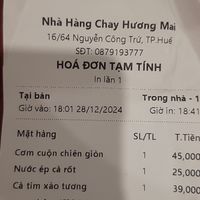 Nhà Hàng Chay Hương Mai
16/64 Nguyễn Công Trứ, TP.Huế
SĐT: 0879193777
HOÁ ĐƠN TẠM TÍNH
In lần 1
Tại bàn Trong nhà - 1
Giờ vào: 18:01 28/12/2024 Giờ in: 18:41
Mặt hàng SL/TL T.Tiền
Cơm cuộn chiên giòn 1 45,000
Nước ép cà rốt 1 25,000
Cà tím xào tương 1 39,000